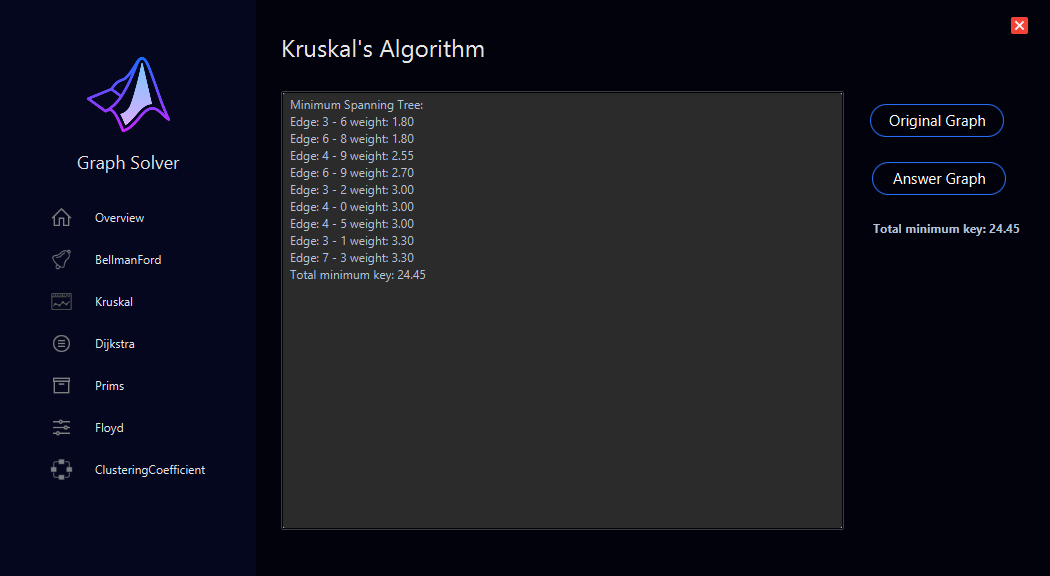 Kruskal's Algorithm
Graph Solver
Overview
BellmanFord
Kruskal
Dijkstra
Prims
Floyd
ClusteringCoefficient
Minimum Spanning Tree:
Edge: 3 - 6 weight: 1.80
Edge: 6 - 8 weight: 1.80
Edge: 4 - 9 weight: 2.55
Edge: 6 - 9 weight: 2.70
Edge: 3 - 2 weight: 3.00
Edge: 4 - 0 weight: 3.00
Edge: 4 - 5 weight: 3.00
Edge: 3 - 1 weight: 3.30
Edge: 7 - 3 weight: 3.30
Total minimum key: 24.45
Original Graph
Answer Graph
Total minimum key: 24.45